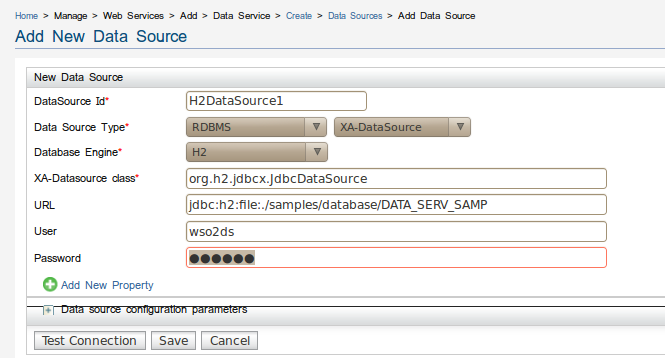 Home > Manage > Web Services > Add > Data Service > Create > Data Sources > Add Data Source
Add New Data Source
New Data Source
DataSource Id* H2DataSource1
Data Source Type* RDBMS XA-DataSource
Database Engine* H2
XA-Datasource class* org.h2.jdbcx.JdbcDataSource
URL jdbc:h2:file:./samples/database/DATA_SERV_SAMP
User wso2ds
Password ●●●●●●
Add New Property
Data source configuration parameters
Test Connection Save Cancel